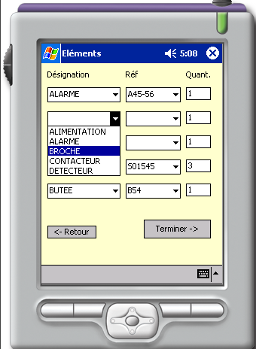 Eléments 5:08
Désignation Réf Quant.
ALARME A45-56 1
1
ALIMENTATION
ALARME 1
BROCHE
CONTACTEUR S01545 3
DETECTEUR
BUTEE B54 1
<- Retour Terminer ->